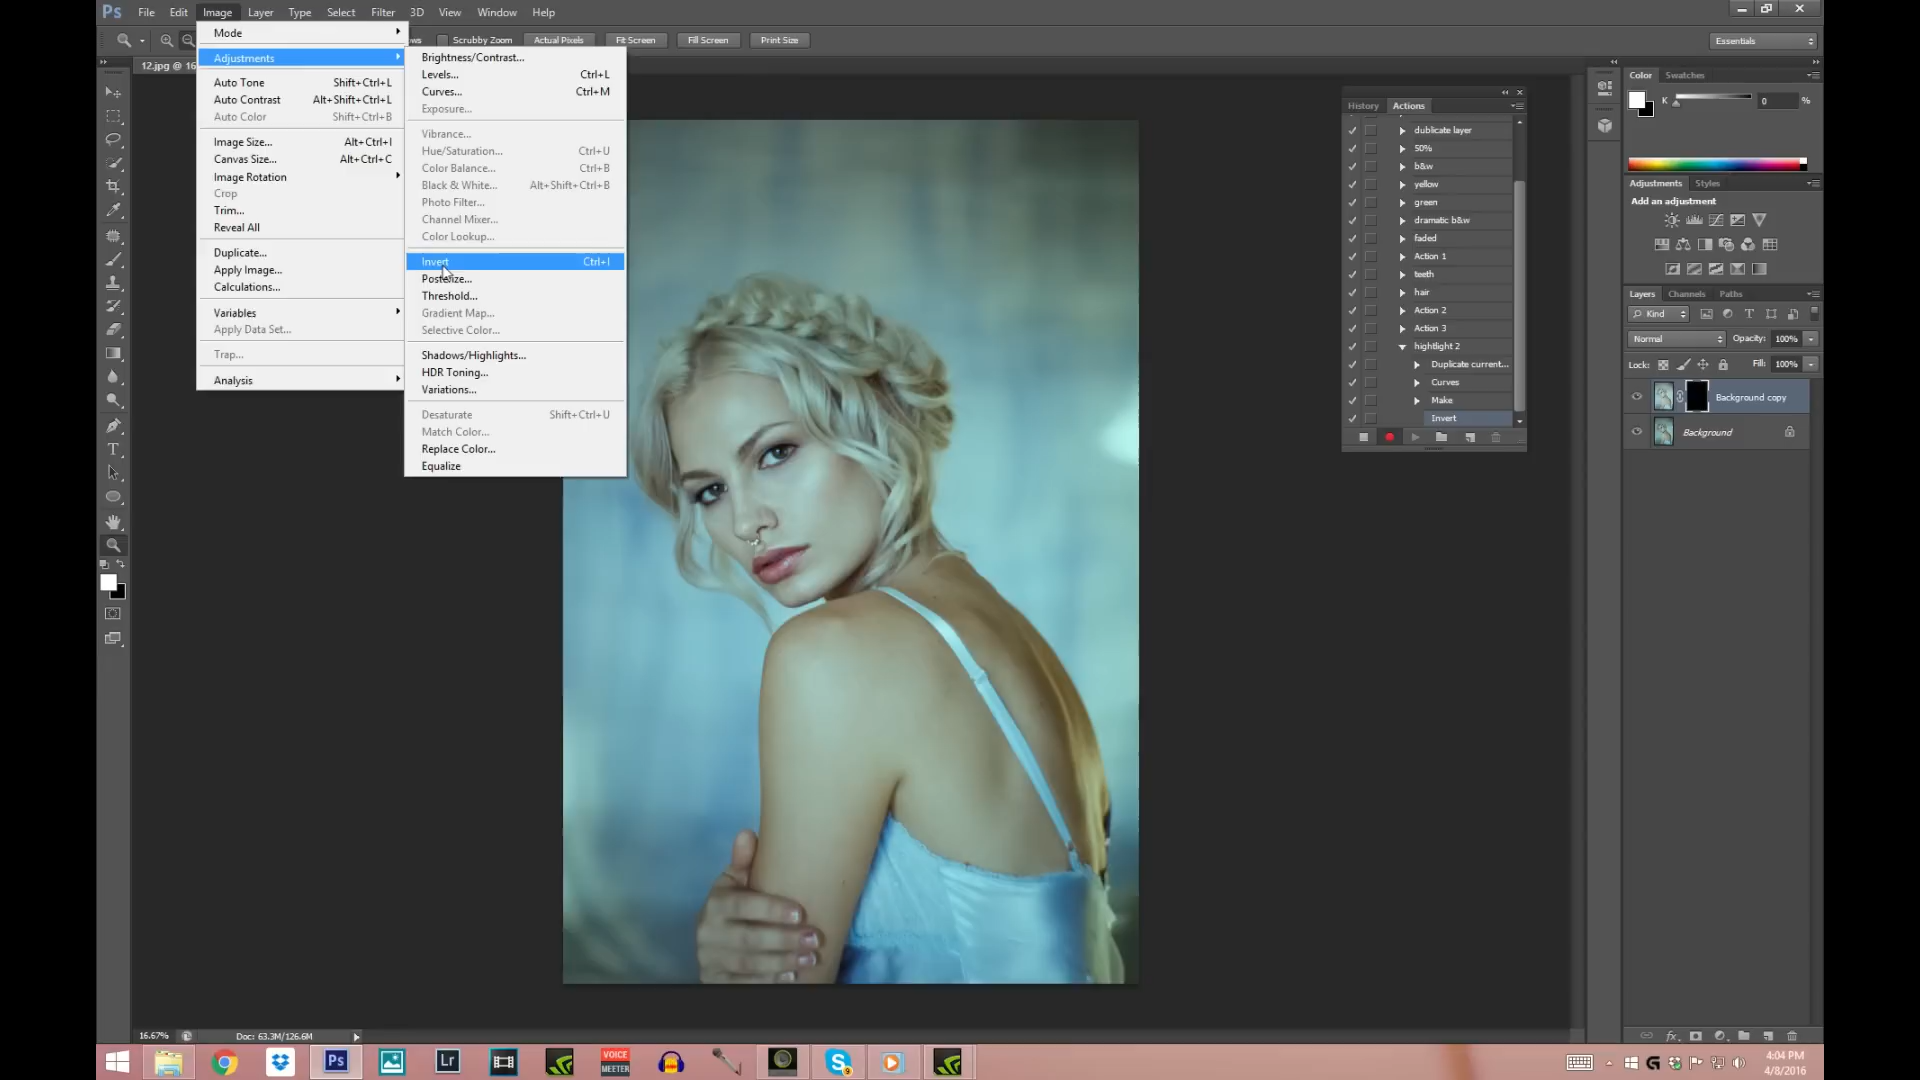 Ps File Edit Image Layer Type Select Filter 3D View Window Help
Scrubby Zoom Actual Pixels Fit Screen Fill Screen Print Size Essentials
12.jpg @ 16
Mode
Adjustments
Auto Tone Shift+Ctrl+L
Auto Contrast Alt+Shift+Ctrl+L
Auto Color Shift+Ctrl+B
Image Size... Alt+Ctrl+I
Canvas Size... Alt+Ctrl+C
Image Rotation
Crop
Trim...
Reveal All
Duplicate...
Apply Image...
Calculations...
Variables
Apply Data Set...
Trap...
Analysis
Brightness/Contrast...
Levels... Ctrl+L
Curves... Ctrl+M
Exposure...
Vibrance...
Hue/Saturation... Ctrl+U
Color Balance... Ctrl+B
Black & White... Alt+Shift+Ctrl+B
Photo Filter...
Channel Mixer...
Color Lookup...
Invert Ctrl+I
Posterize...
Threshold...
Gradient Map...
Selective Color...
Shadows/Highlights...
HDR Toning...
Variations...
Desaturate Shift+Ctrl+U
Match Color...
Replace Color...
Equalize
History Actions
dublicate layer
50%
b&w
yellow
green
dramatic b&w
faded
Action 1
teeth
hair
Action 2
Action 3
hightlight 2
Duplicate current...
Curves
Make
Invert
Color Swatches
K 0 %
Adjustments Styles
Add an adjustment
Layers Channels Paths
Kind
Normal Opacity: 100%
Lock: Fill: 100%
Background copy
Background
16.67% Doc: 63.3M/126.6M
Ps Lr VOICE MEETER
4:04 PM
4/8/2016